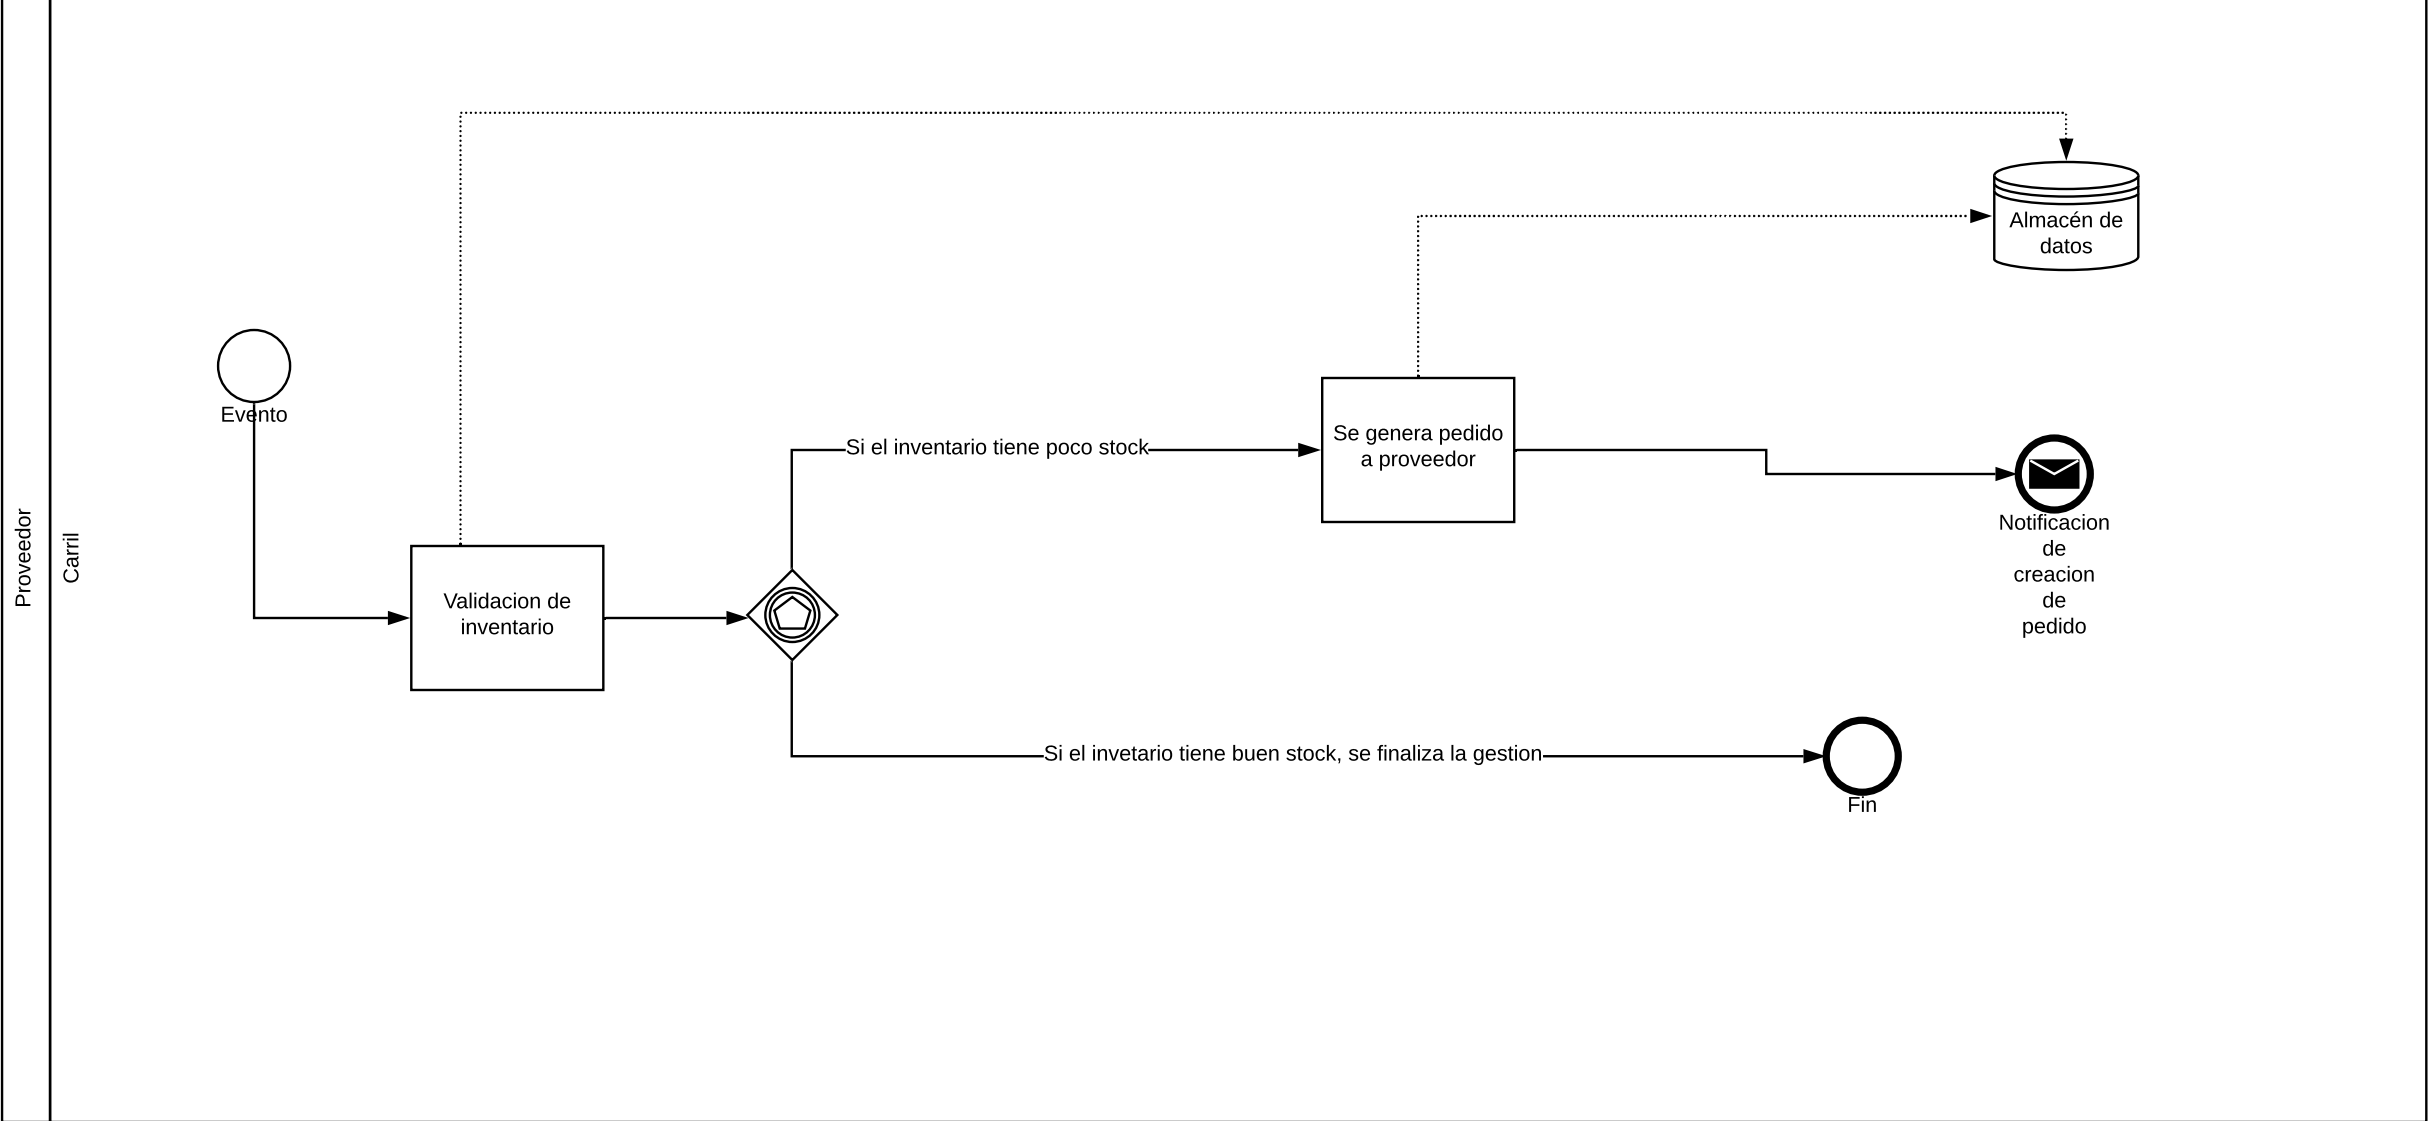 Proveedor
Carril
Almacén de
datos
Evento
Se genera pedido
a proveedor
Si el inventario tiene poco stock
Notificacion
de
creacion
de
pedido
Validacion de
inventario
Si el invetario tiene buen stock, se finaliza la gestion
Fin